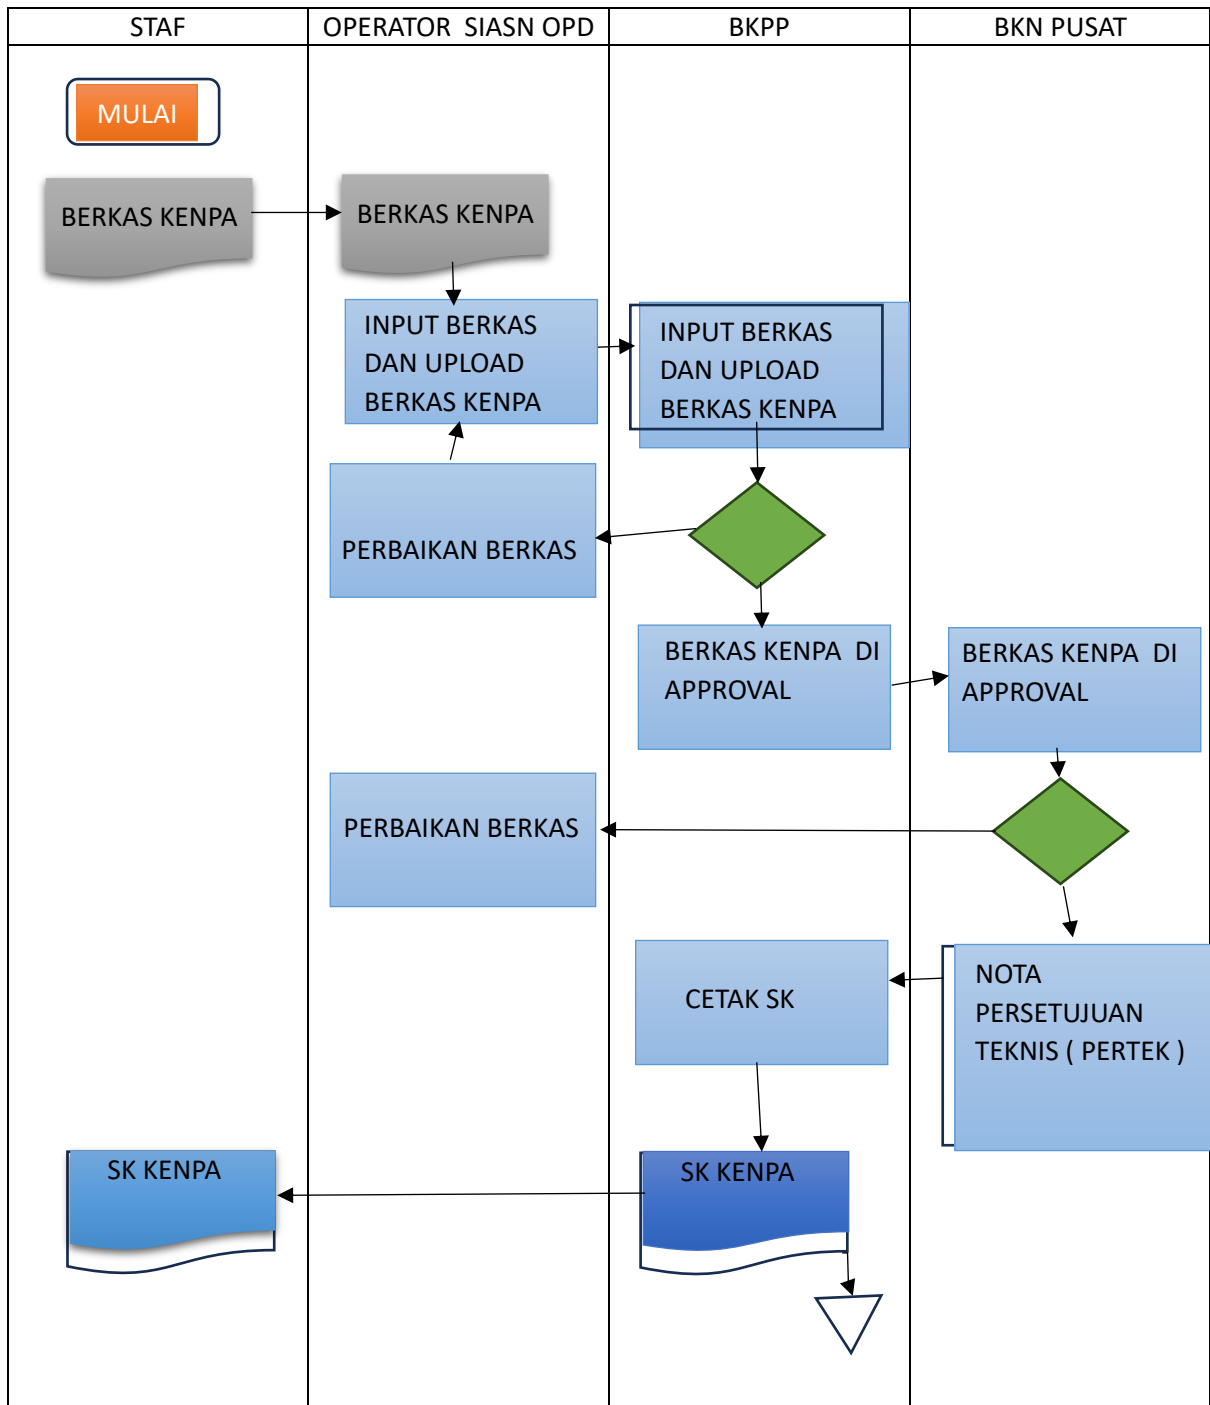 STAF
OPERATOR  SIASN OPD
BKPP
BKN PUSAT
MULAI
BERKAS KENPA
BERKAS KENPA
INPUT BERKAS
DAN UPLOAD
BERKAS KENPA
INPUT BERKAS
DAN UPLOAD
BERKAS KENPA
PERBAIKAN BERKAS
BERKAS KENPA  DI
APPROVAL
BERKAS KENPA  DI
APPROVAL
PERBAIKAN BERKAS
CETAK SK
NOTA
PERSETUJUAN
TEKNIS ( PERTEK )
SK KENPA
SK KENPA